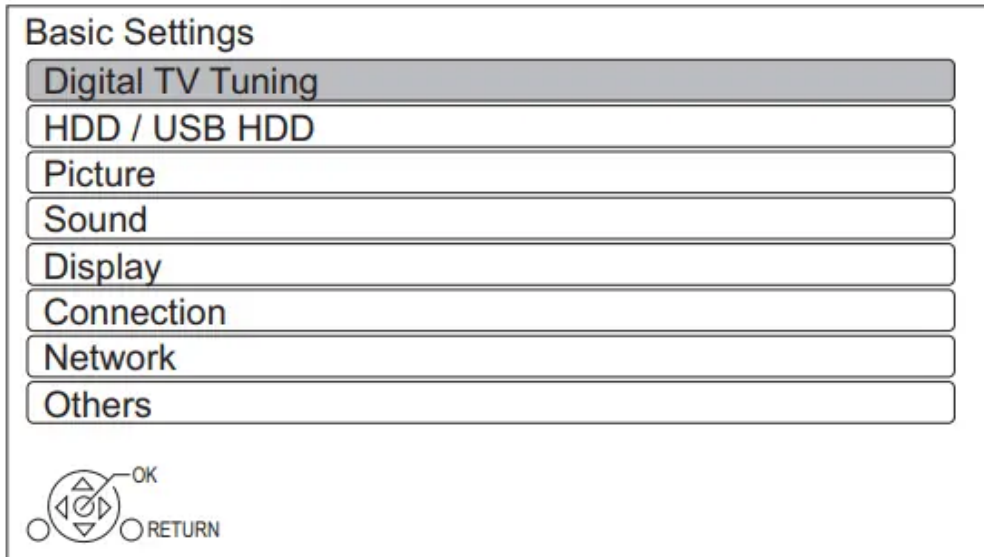 Basic Settings
Digital TV Tuning
HDD / USB HDD
Picture
Sound
Display
Connection
Network
Others
OK
RETURN